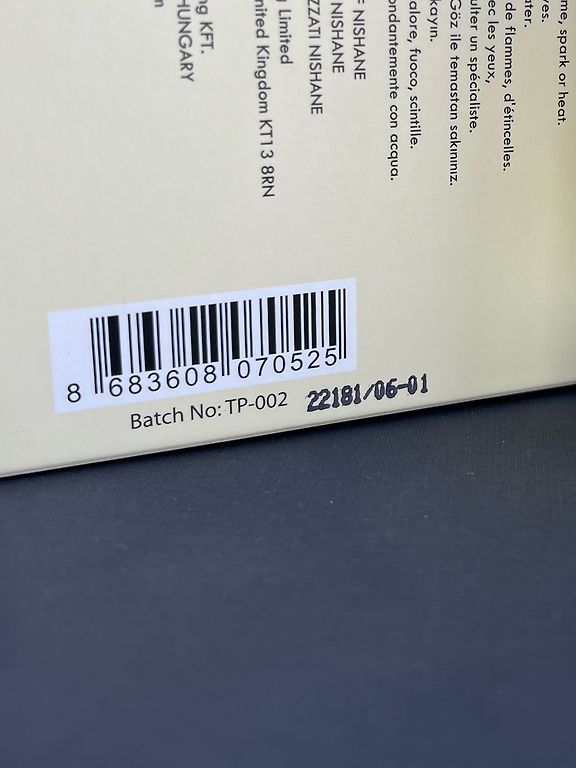 me, spark or heat.
yes.
ater.
de flammes, d'étincelles.
ec les yeux,
ulter un spécialiste.
Göz ile temastan sakınınız.
kayın.
alore, fuoco, scintille.
ondantemente con acqua.
F NISHANE
NISHANE
ZZATI NISHANE
g Limited
nited Kingdom KT13 8RN
ng KFT.
HUNGARY
m
8 683608 070525
Batch No: TP-002 22181/06-01